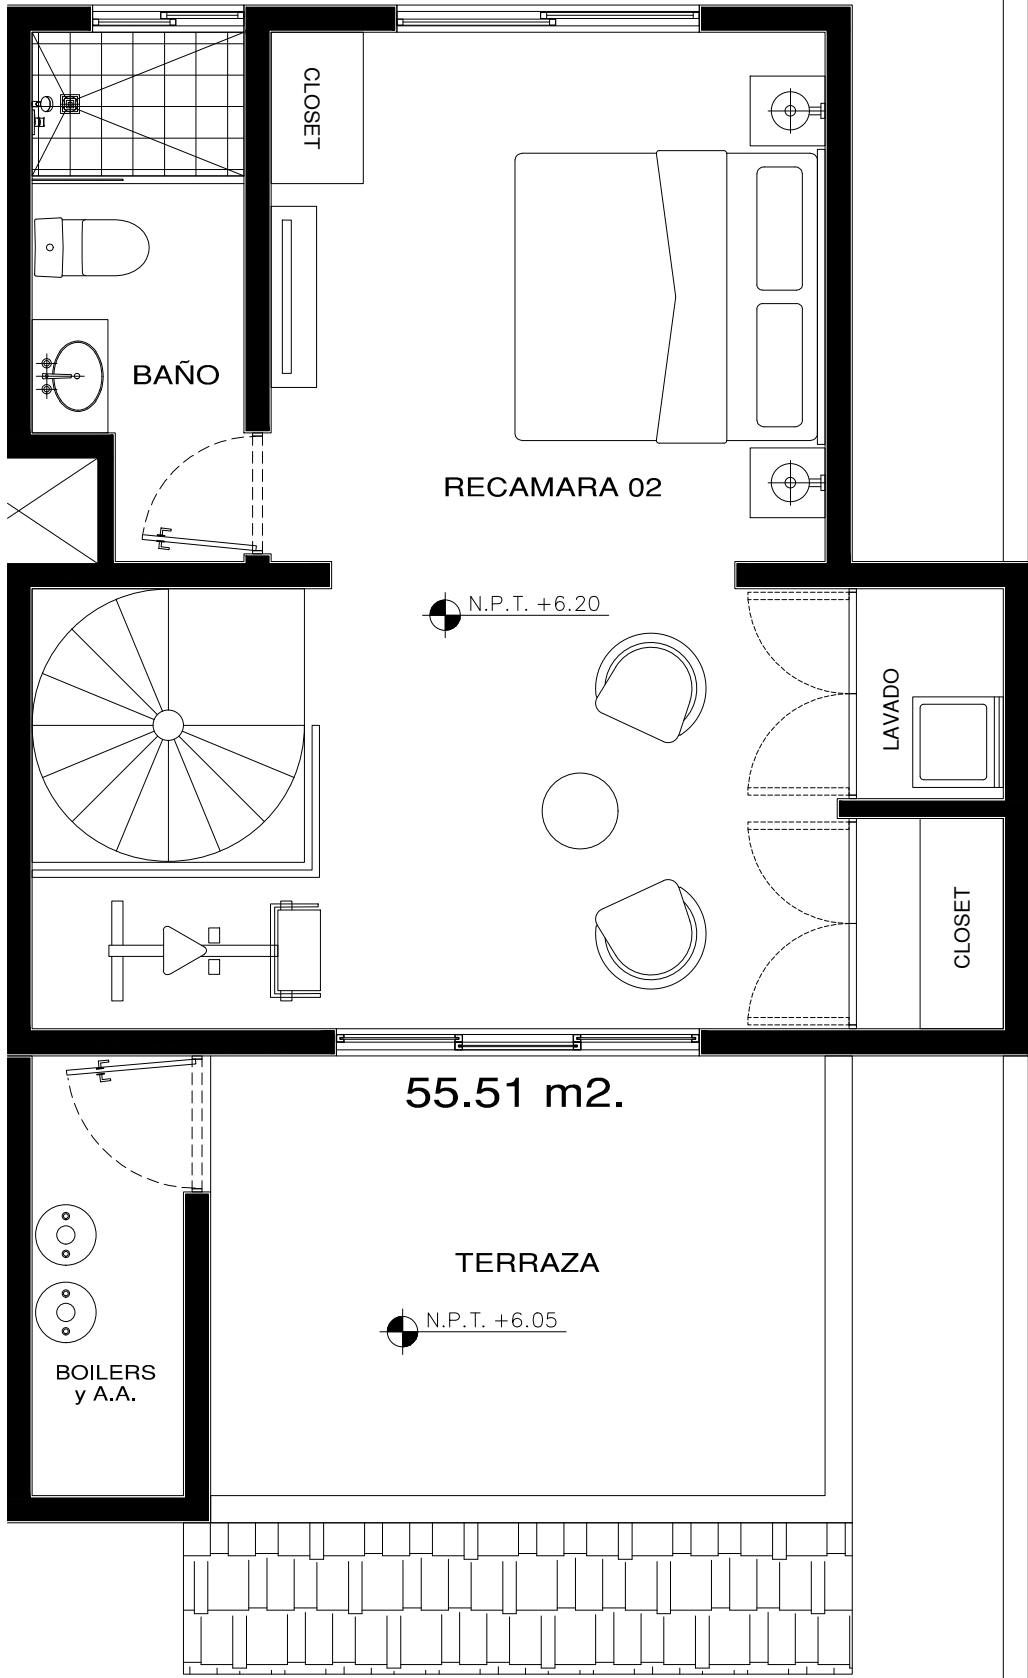 CLOSET
BAÑO
RECAMARA 02
N.P.T. +6.20
LAVADO
CLOSET
55.51 m2.
TERRAZA
N.P.T. +6.05
BOILERS
y A.A.